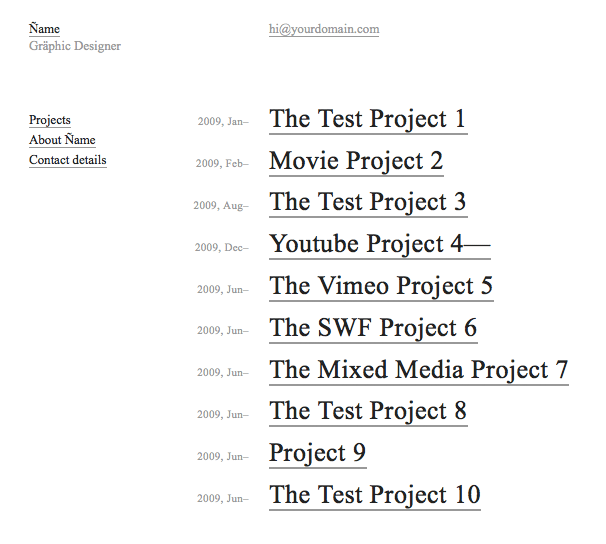 Ñame
Gräphic Designer
hi@yourdomain.com
Projects
About Ñame
Contact details
2009, Jan– The Test Project 1
2009, Feb– Movie Project 2
2009, Aug– The Test Project 3
2009, Dec– Youtube Project 4—
2009, Jun– The Vimeo Project 5
2009, Jun– The SWF Project 6
2009, Jun– The Mixed Media Project 7
2009, Jun– The Test Project 8
2009, Jun– Project 9
2009, Jun– The Test Project 10